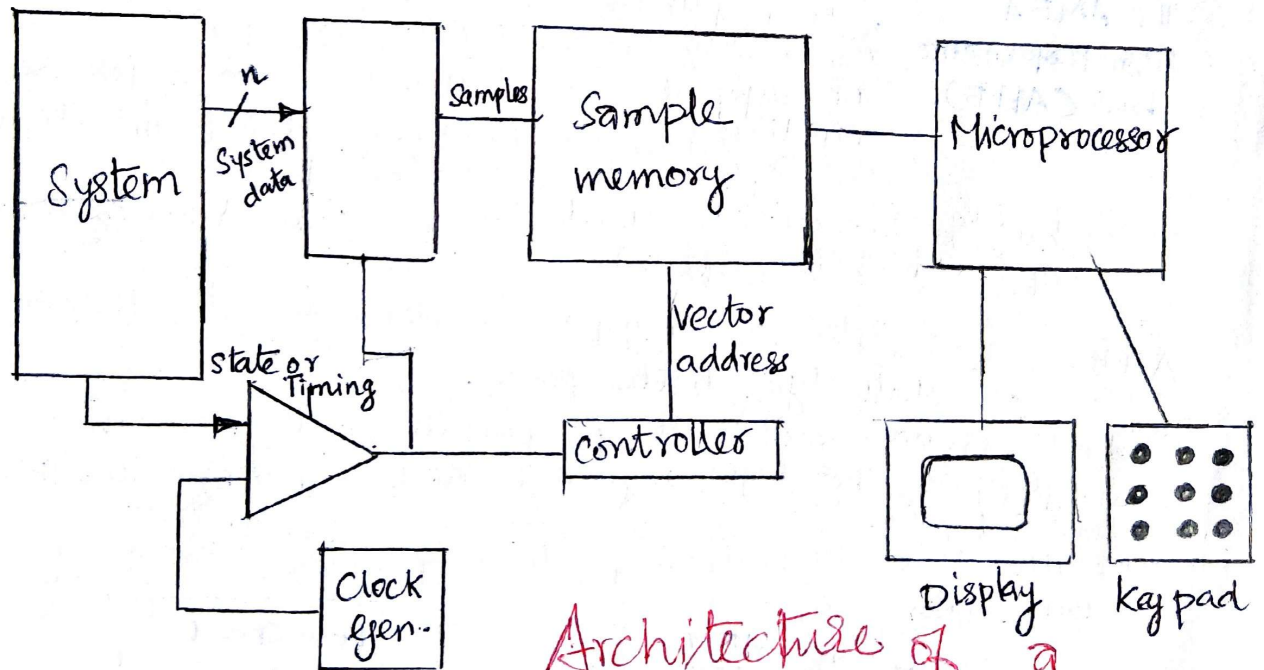 System
n
System
data
Samples
Sample
memory
Microprocessor
State or
Timing
vector
address
Controller
Clock
Gen..
Display
keypad
Architecture of a